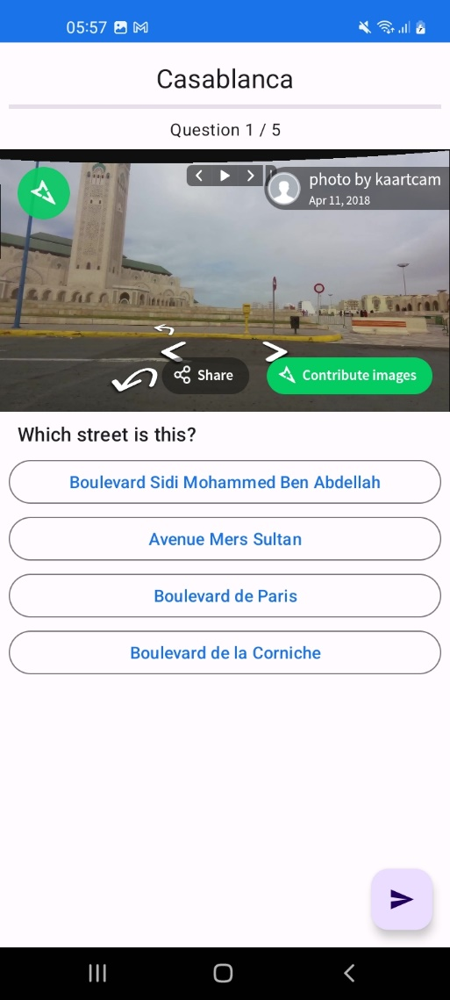 05:57
Casablanca
Question 1 / 5
photo by kaartcam
Apr 11, 2018
Share
Contribute images
Which street is this?
Boulevard Sidi Mohammed Ben Abdellah
Avenue Mers Sultan
Boulevard de Paris
Boulevard de la Corniche